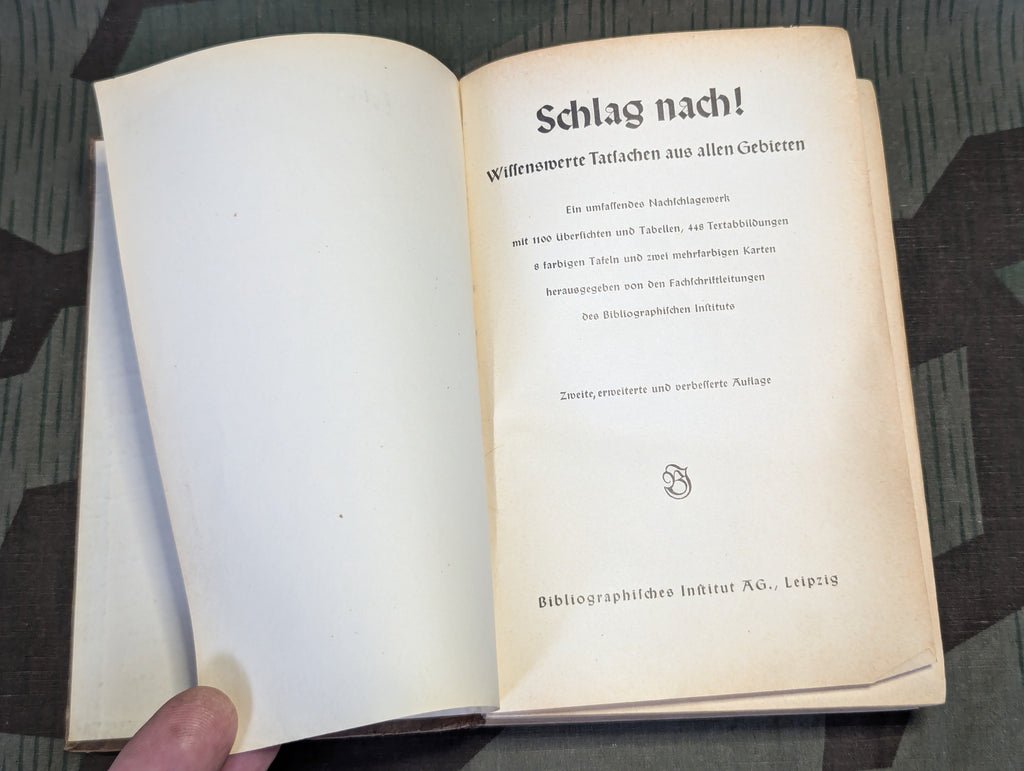 Schlag nach!
Wiſſenswerte Tatſachen aus allen Gebieten
Ein umfaſſendes Nachſchlagewerk
mit 1100 Überſichten und Tabellen, 448 Textabbildungen
8 farbigen Tafeln und zwei mehrfarbigen Karten
herausgegeben von den Fachſchriftleitungen
des Bibliographiſchen Inſtituts
Zweite, erweiterte und verbeſſerte Auflage
BJ
Bibliographiſches Inſtitut AG., Leipzig